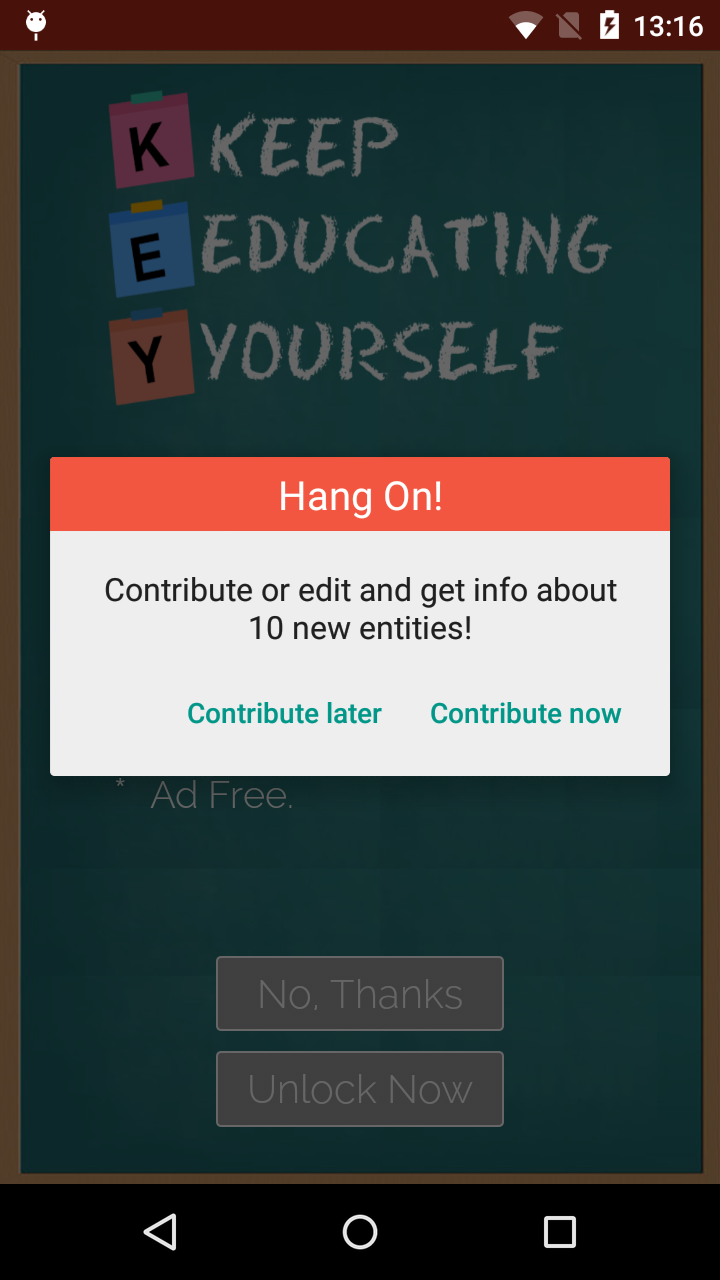 13:16
K KEEP
E EDUCATING
Y YOURSELF
Hang On!
Contribute or edit and get info about
10 new entities!
Contribute later Contribute now
* Ad Free.
No, Thanks
Unlock Now